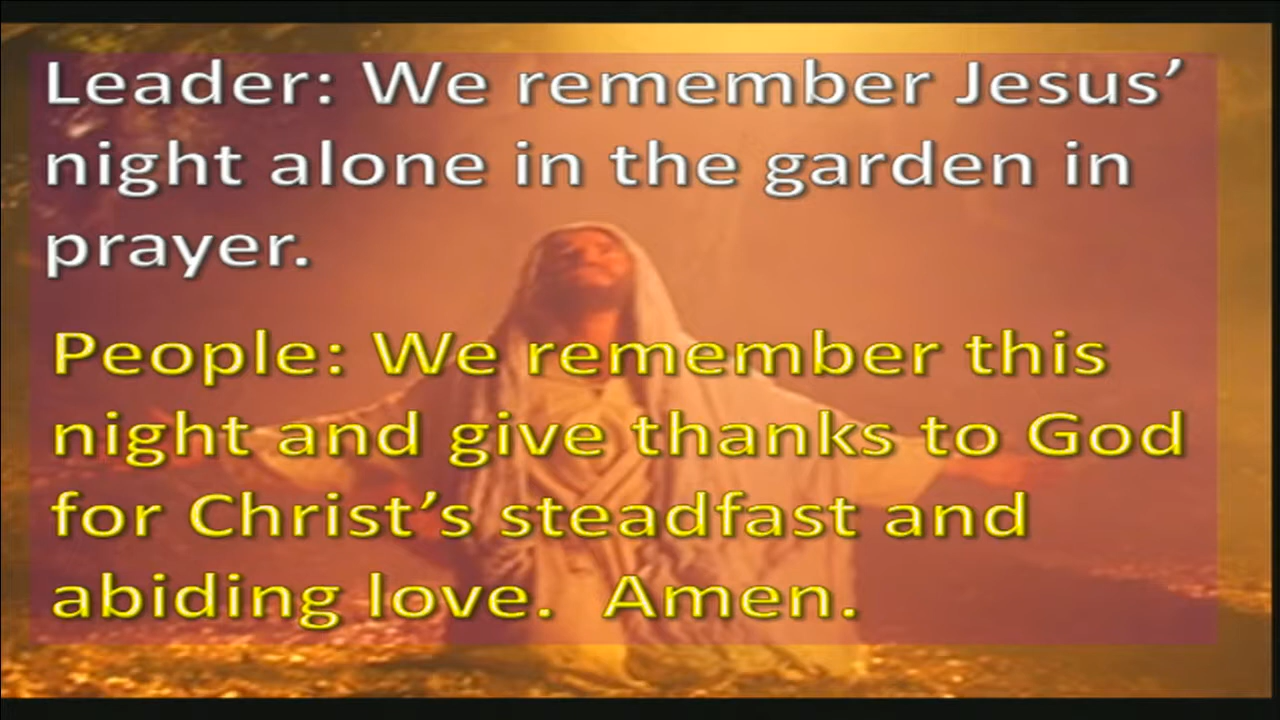 Leader: We remember Jesus’
night alone in the garden in
prayer.
People: We remember this
night and give thanks to God
for Christ’s steadfast and
abiding love.  Amen.